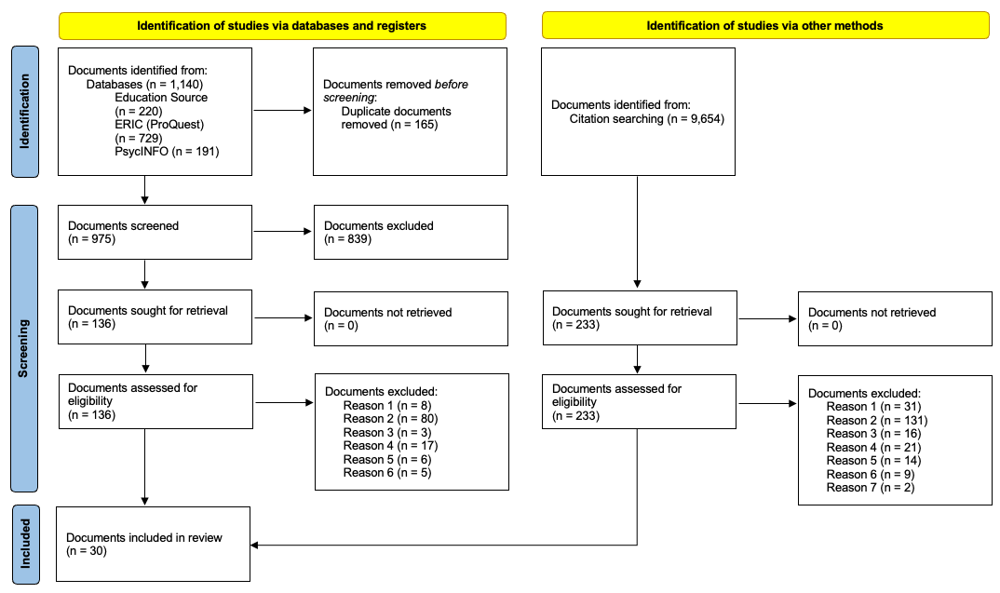 Identification of studies via databases and registers
Identification of studies via other methods
Identification
Documents identified from:
Databases (n = 1,140)
Education Source
(n = 220)
ERIC (ProQuest)
(n = 729)
PsycINFO (n = 191)
Documents removed before
screening:
Duplicate documents
removed (n = 165)
Documents identified from:
Citation searching (n = 9,654)
Screening
Documents screened
(n = 975)
Documents excluded
(n = 839)
Documents sought for retrieval
(n = 136)
Documents not retrieved
(n = 0)
Documents sought for retrieval
(n = 233)
Documents not retrieved
(n = 0)
Documents assessed for
eligibility
(n = 136)
Documents excluded:
Reason 1 (n = 8)
Reason 2 (n = 80)
Reason 3 (n = 3)
Reason 4 (n = 17)
Reason 5 (n = 6)
Reason 6 (n = 5)
Documents assessed for
eligibility
(n = 233)
Documents excluded:
Reason 1 (n = 31)
Reason 2 (n = 131)
Reason 3 (n = 16)
Reason 4 (n = 21)
Reason 5 (n = 14)
Reason 6 (n = 9)
Reason 7 (n = 2)
Included
Documents included in review
(n = 30)